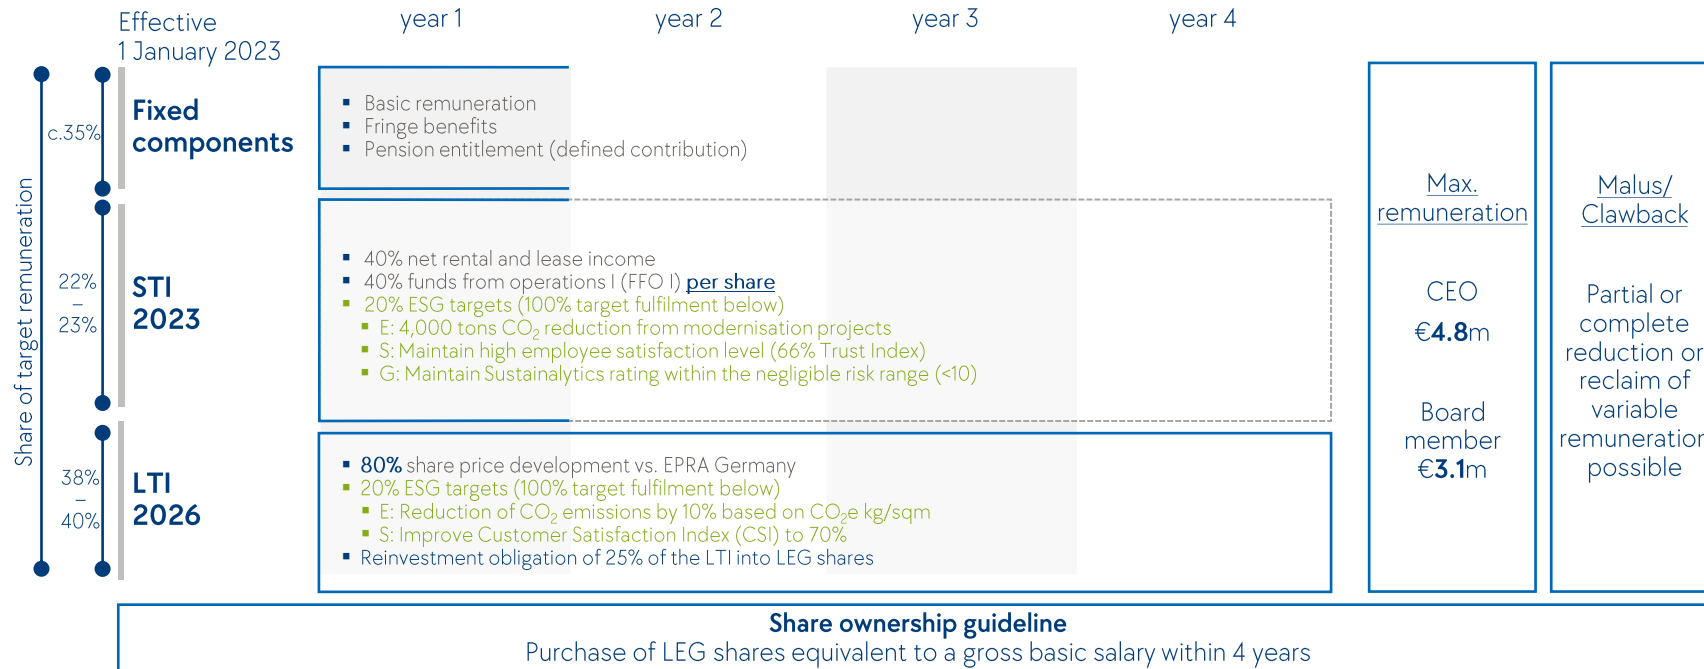 Effective
1 January 2023
year 1
year 2
year 3
year 4
Share of target remuneration
c.35%
Fixed
components
▪ Basic remuneration
▪ Fringe benefits
▪ Pension entitlement (defined contribution)
22%
–
23%
STI
2023
▪ 40% net rental and lease income
▪ 40% funds from operations I (FFO I) per share
▪ 20% ESG targets (100% target fulfilment below)
▪ E: 4,000 tons CO₂ reduction from modernisation projects
▪ S: Maintain high employee satisfaction level (66% Trust Index)
▪ G: Maintain Sustainalytics rating within the negligible risk range (<10)
38%
–
40%
LTI
2026
▪ 80% share price development vs. EPRA Germany
▪ 20% ESG targets (100% target fulfilment below)
▪ E: Reduction of CO₂ emissions by 10% based on CO₂e kg/sqm
▪ S: Improve Customer Satisfaction Index (CSI) to 70%
▪ Reinvestment obligation of 25% of the LTI into LEG shares
Max.
remuneration
CEO
€4.8m
Board
member
€3.1m
Malus/
Clawback
Partial or
complete
reduction or
reclaim of
variable
remuneration
possible
Share ownership guideline
Purchase of LEG shares equivalent to a gross basic salary within 4 years